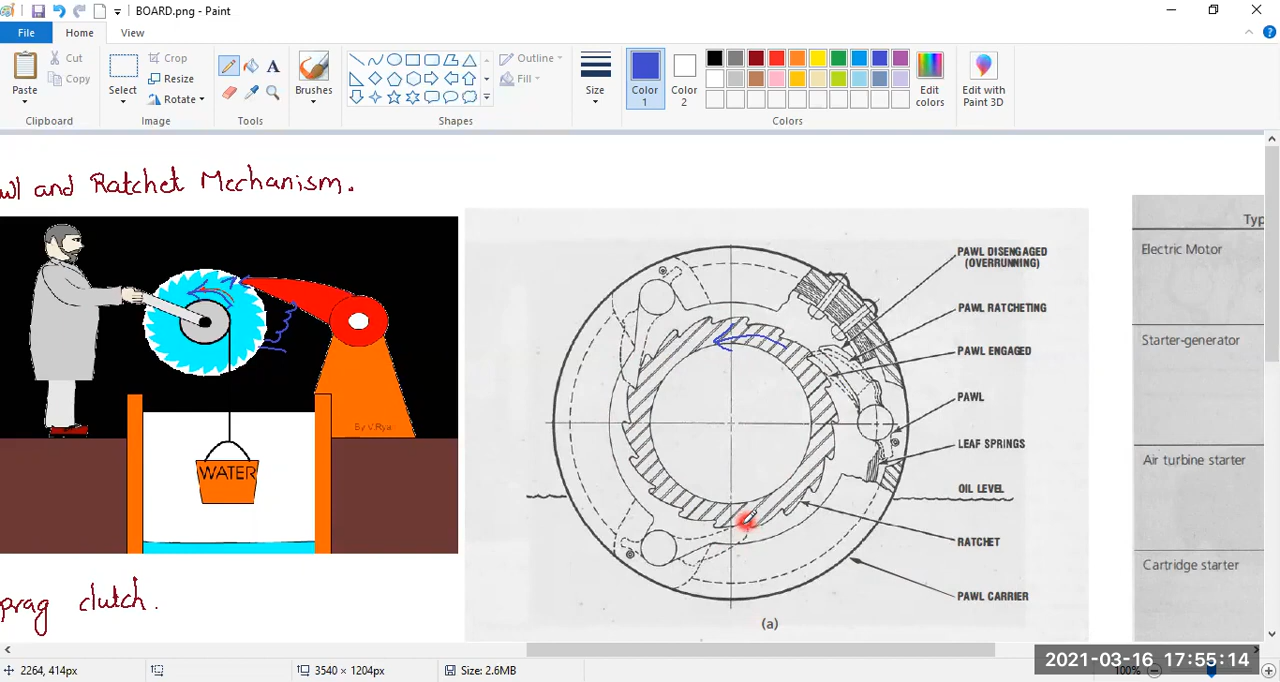 BOARD.png - Paint
File
Home
View
Paste
Cut
Copy
Clipboard
Select
Crop
Resize
Rotate
Image
Tools
Brushes
Shapes
Outline
Fill
Size
Color 1
Color 2
Edit colors
Colors
Edit with Paint 3D
and Ratchet Mechanism.
WATER
By V.Rya
PAWL DISENGAGED
(OVERRUNNING)
PAWL RATCHETING
PAWL ENGAGED
PAWL
LEAF SPRINGS
OIL LEVEL
RATCHET
PAWL CARRIER
(a)
Typ
Electric Motor
Starter-generator
Air turbine starter
Cartridge starter
prag clutch.
2264, 414px
3540 × 1204px
Size: 2.6MB
100%
2021-03-16 17:55:14